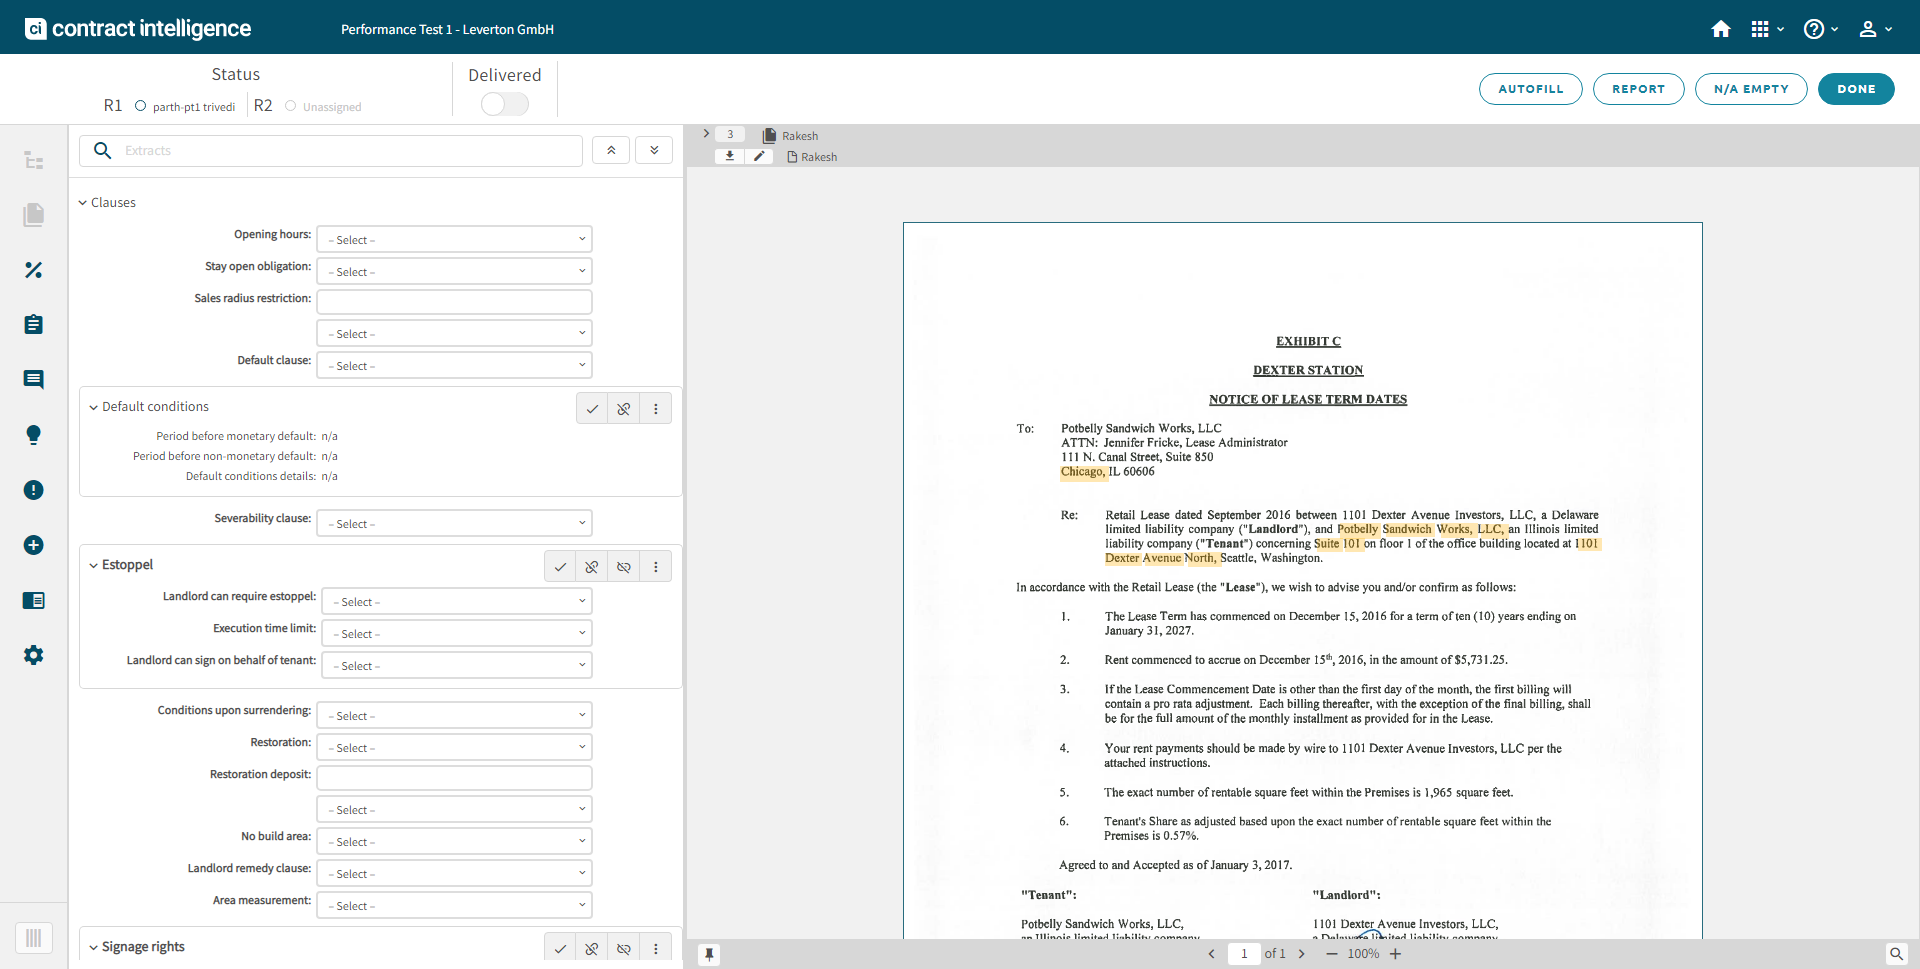 ci contract intelligence
Performance Test 1 - Leverton GmbH
Status
R1 parth-pt1 trivedi R2 Unassigned
Delivered
AUTOFILL
REPORT
N/A EMPTY
DONE
Extracts
Clauses
Opening hours: – Select –
Stay open obligation: – Select –
Sales radius restriction:
– Select –
Default clause: – Select –
Default conditions
Period before monetary default: n/a
Period before non-monetary default: n/a
Default conditions details: n/a
Severability clause: – Select –
Estoppel
Landlord can require estoppel: – Select –
Execution time limit: – Select –
Landlord can sign on behalf of tenant: – Select –
Conditions upon surrendering: – Select –
Restoration: – Select –
Restoration deposit:
– Select –
No build area: – Select –
Landlord remedy clause: – Select –
Area measurement: – Select –
Signage rights
3 Rakesh
Rakesh
EXHIBIT C
DEXTER STATION
NOTICE OF LEASE TERM DATES
To: Potbelly Sandwich Works, LLC
ATTN: Jennifer Fricke, Lease Administrator
111 N. Canal Street, Suite 850
Chicago, IL 60606
Re: Retail Lease dated September 2016 between 1101 Dexter Avenue Investors, LLC, a Delaware
limited liability company ("Landlord"), and Potbelly Sandwich Works, LLC, an Illinois limited
liability company ("Tenant") concerning Suite 101 on floor 1 of the office building located at 1101
Dexter Avenue North, Seattle, Washington.
In accordance with the Retail Lease (the "Lease"), we wish to advise you and/or confirm as follows:
1. The Lease Term has commenced on December 15, 2016 for a term of ten (10) years ending on
January 31, 2027.
2. Rent commenced to accrue on December 15th, 2016, in the amount of $5,731.25.
3. If the Lease Commencement Date is other than the first day of the month, the first billing will
contain a pro rata adjustment. Each billing thereafter, with the exception of the final billing, shall
be for the full amount of the monthly installment as provided for in the Lease.
4. Your rent payments should be made by wire to 1101 Dexter Avenue Investors, LLC per the
attached instructions.
5. The exact number of rentable square feet within the Premises is 1,965 square feet.
6. Tenant's Share as adjusted based upon the exact number of rentable square feet within the
Premises is 0.57%.
Agreed to and Accepted as of January 3, 2017.
"Tenant": "Landlord":
Potbelly Sandwich Works, LLC, 1101 Dexter Avenue Investors, LLC,
an Illinois limited liability company a Delaware limited liability company
1 of 1 100%